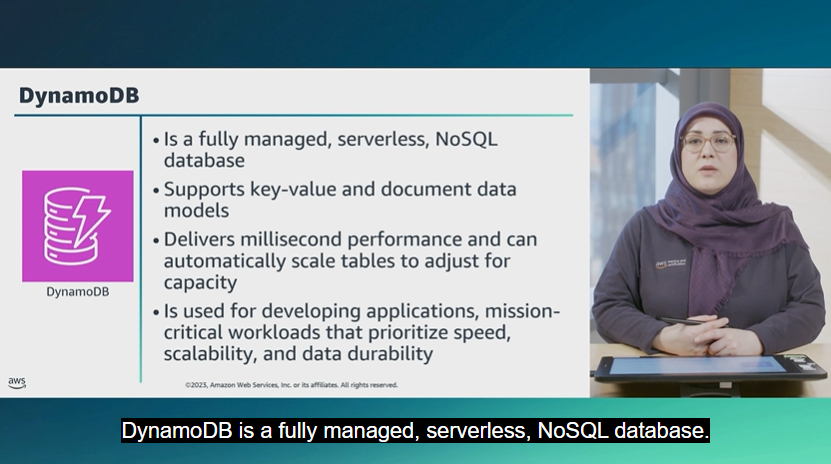 DynamoDB
• Is a fully managed, serverless, NoSQL
database
• Supports key-value and document data
models
• Delivers millisecond performance and can
automatically scale tables to adjust for
capacity
• Is used for developing applications, mission-
critical workloads that prioritize speed,
scalability, and data durability
DynamoDB
aws
©2023, Amazon Web Services, Inc. or its affiliates. All rights reserved.
aws
DynamoDB is a fully managed, serverless, NoSQL database.